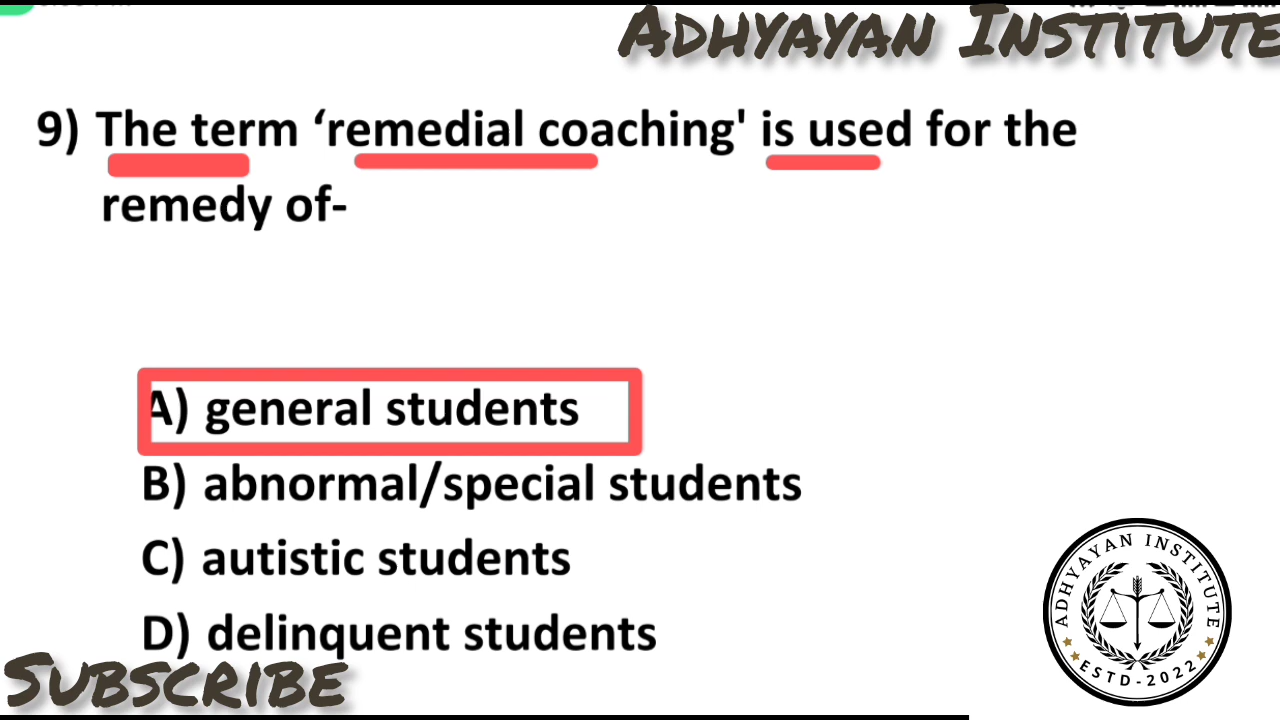 ADHYAYAN INSTITUTE
9) The term ‘remedial coaching' is used for the
remedy of-
A) general students
B) abnormal/special students
C) autistic students
D) delinquent students
SUBSCRIBE
ADHYAYAN INSTITUTE
ESTD-2022